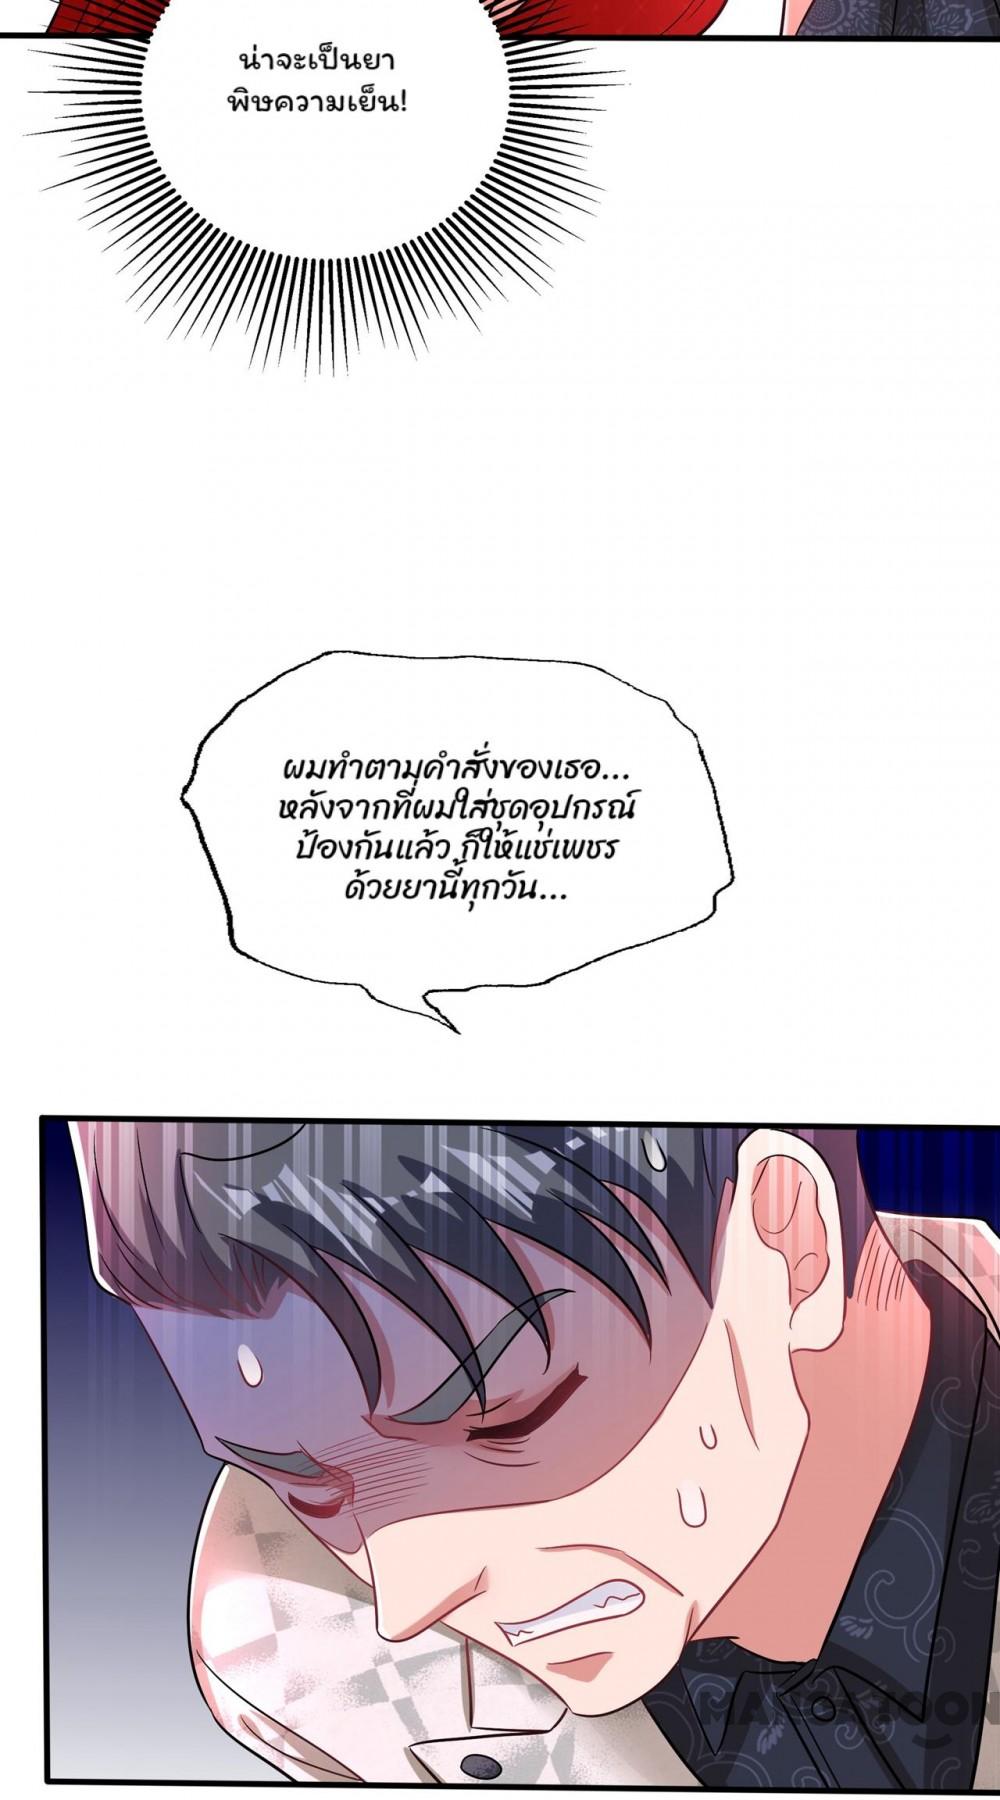 น่าจะเป็นยา
พิษความเย็น!
ผมทำตามคำสั่งของเธอ...
หลังจากที่ผมใส่ชุดอุปกรณ์
ป้องกันแล้ว ก็ให้แช่เพชร
ด้วยยานี้ทุกวัน...